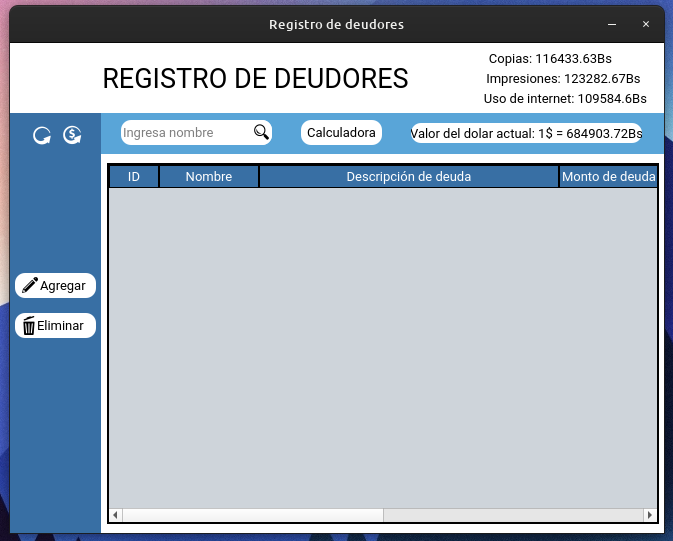 Registro de deudores
REGISTRO DE DEUDORES
Copias: 116433.63Bs
Impresiones: 123282.67Bs
Uso de internet: 109584.6Bs
Ingresa nombre
Calculadora
Valor del dolar actual: 1$ = 684903.72Bs
ID Nombre Descripción de deuda Monto de deuda
Agregar
Eliminar